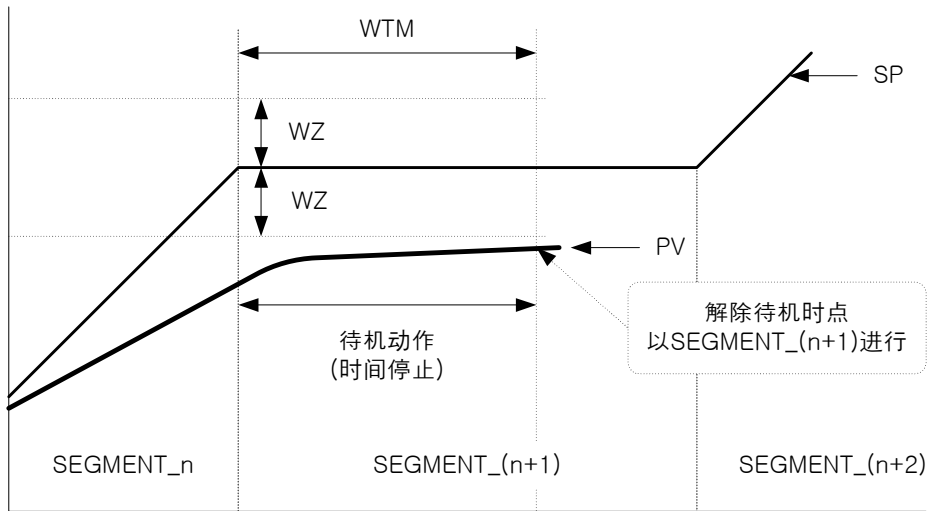 WTM
SP
WZ
WZ
PV
解除待机时点
以SEGMENT_(n+1)进行
待机动作
(时间停止)
SEGMENT_n
SEGMENT_(n+1)
SEGMENT_(n+2)